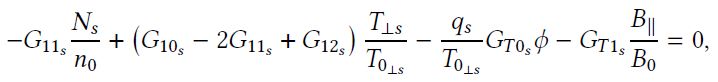 $$-G_{11_s}\frac{N_s}{n_0} + \left(G_{10_s} - 2G_{11_s} + G_{12_s}\right)\frac{T_{\perp s}}{T_{0_{\perp s}}} - \frac{q_s}{T_{0_{\perp s}}}G_{T0_s}\phi - G_{T1_s}\frac{B_{\parallel}}{B_0} = 0,$$